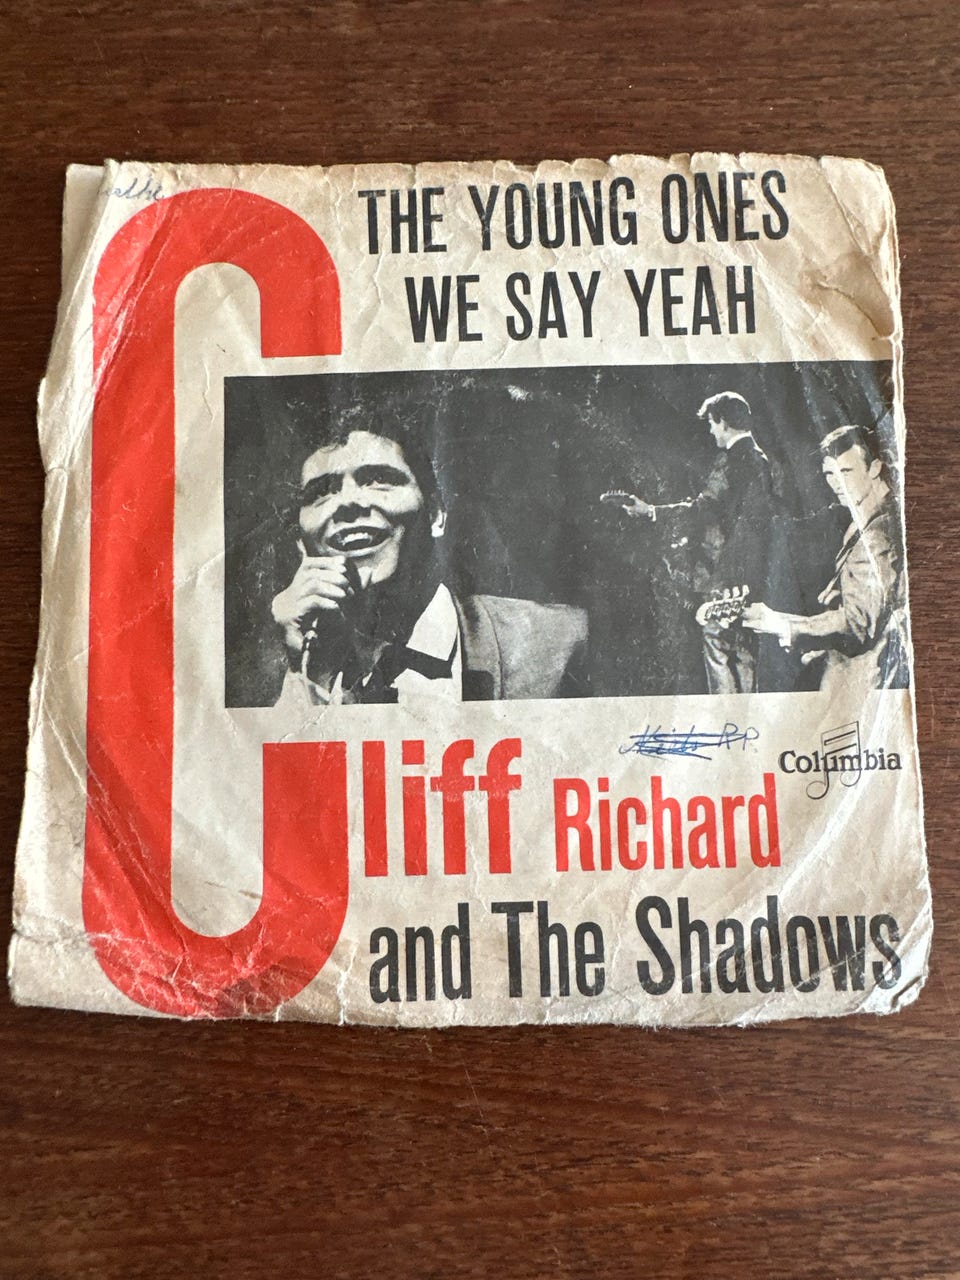 THE YOUNG ONES
WE SAY YEAH
Cliff Richard
Columbia
and The Shadows